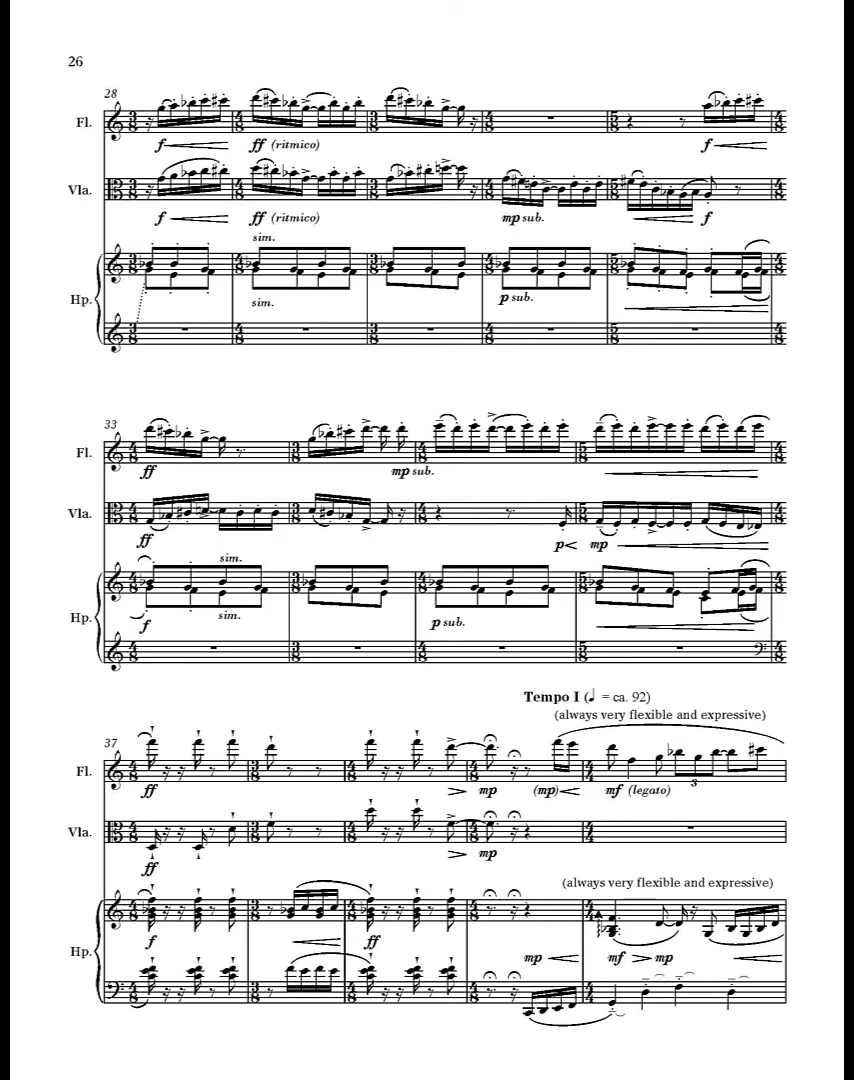 26
28
Fl.
f
ff (ritmico)
f
Vla.
f
ff (ritmico)
mp sub.
f
sim.
Hp.
sim.
p sub.
33
Fl.
ff
mp sub.
Vla.
ff
p
mp
sim.
Hp.
f
sim.
p sub.
Tempo I (♩ = ca. 92)
(always very flexible and expressive)
37
Fl.
ff
mp
(mp)
mf (legato)
3
Vla.
ff
mp
(always very flexible and expressive)
Hp.
f
ff
mp
mf
mp